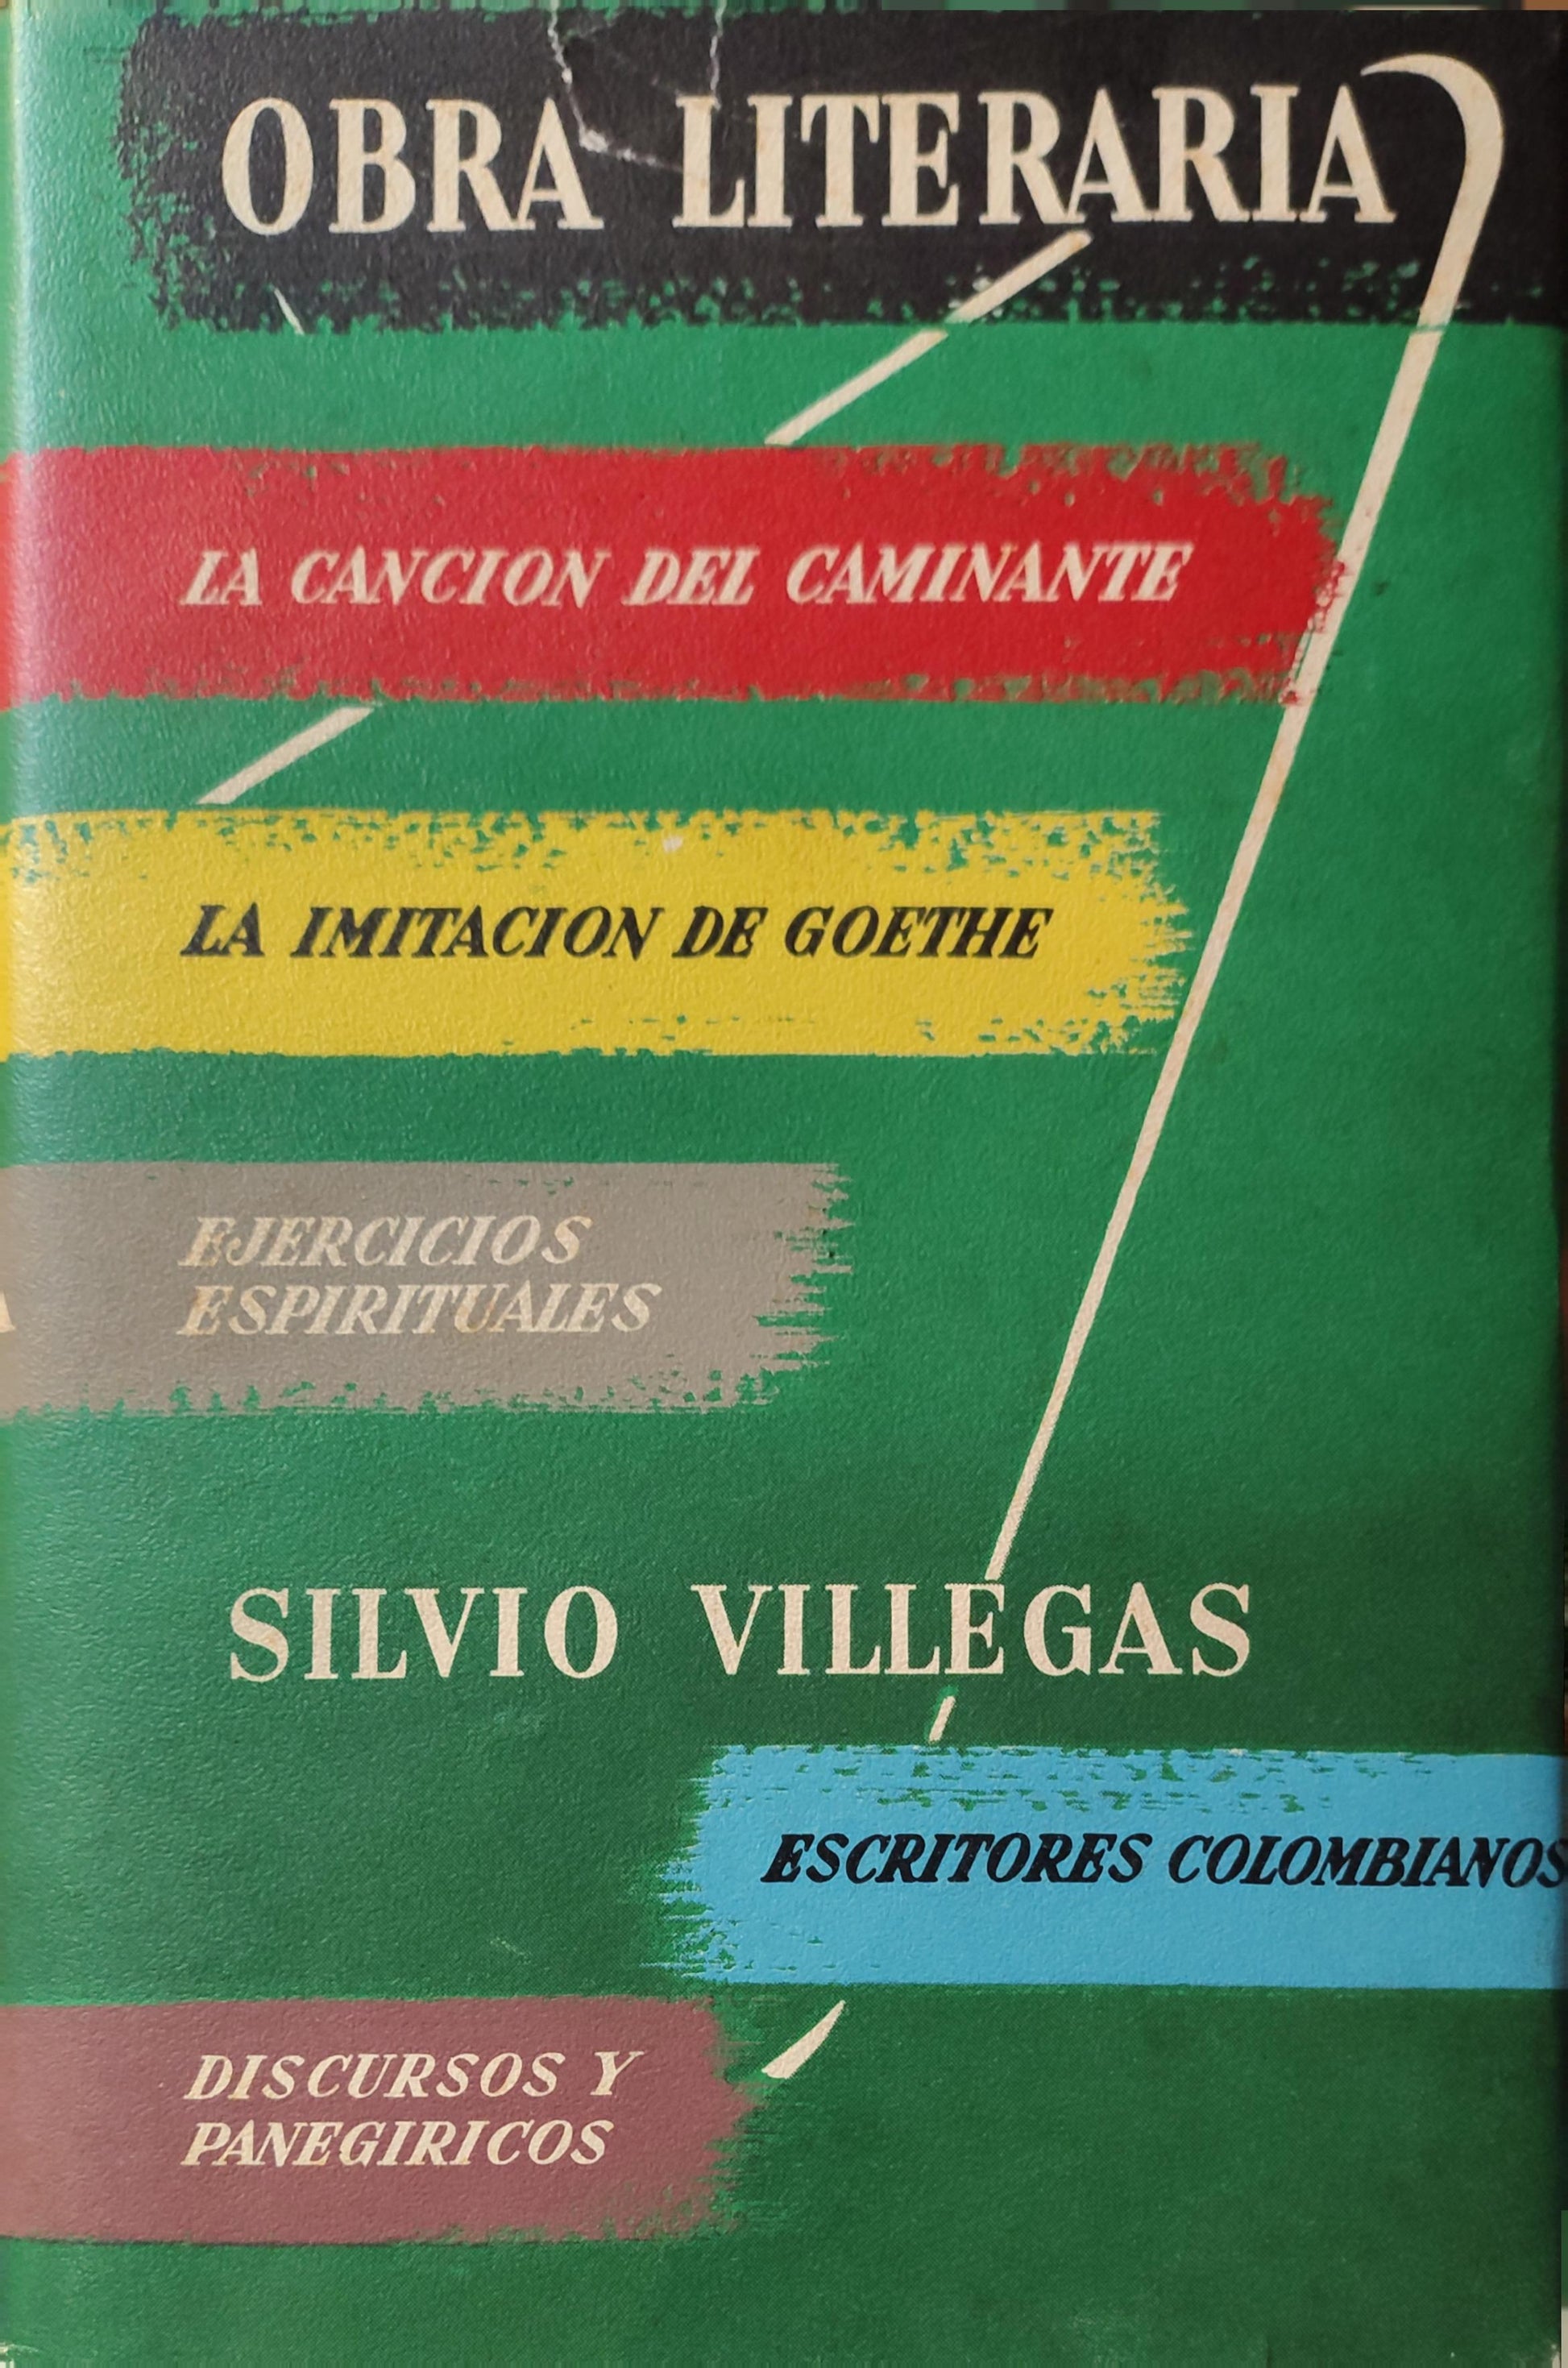 OBRA LITERARIA
LA CANCION DEL CAMINANTE
LA IMITACION DE GOETHE
EJERCICIOS
ESPIRITUALES
SILVIO VILLEGAS
ESCRITORES COLOMBIANOS
DISCURSOS Y
PANEGIRICOS